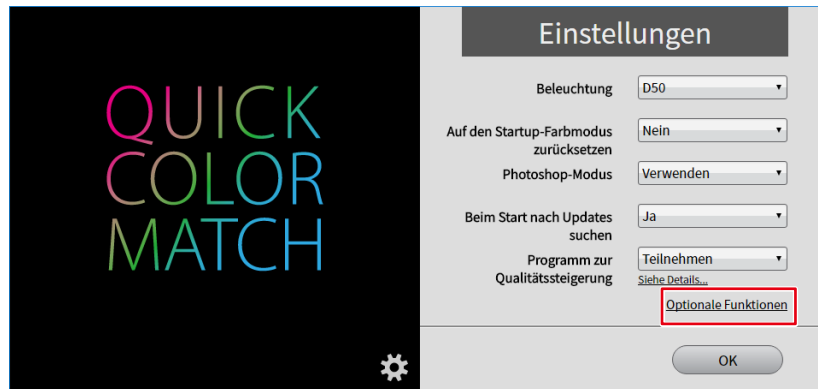 QUICK
COLOR
MATCH
Einstellungen
Beleuchtung D50
Auf den Startup-Farbmodus
zurücksetzen Nein
Photoshop-Modus Verwenden
Beim Start nach Updates
suchen Ja
Programm zur
Qualitätssteigerung Teilnehmen
Siehe Details...
Optionale Funktionen
OK